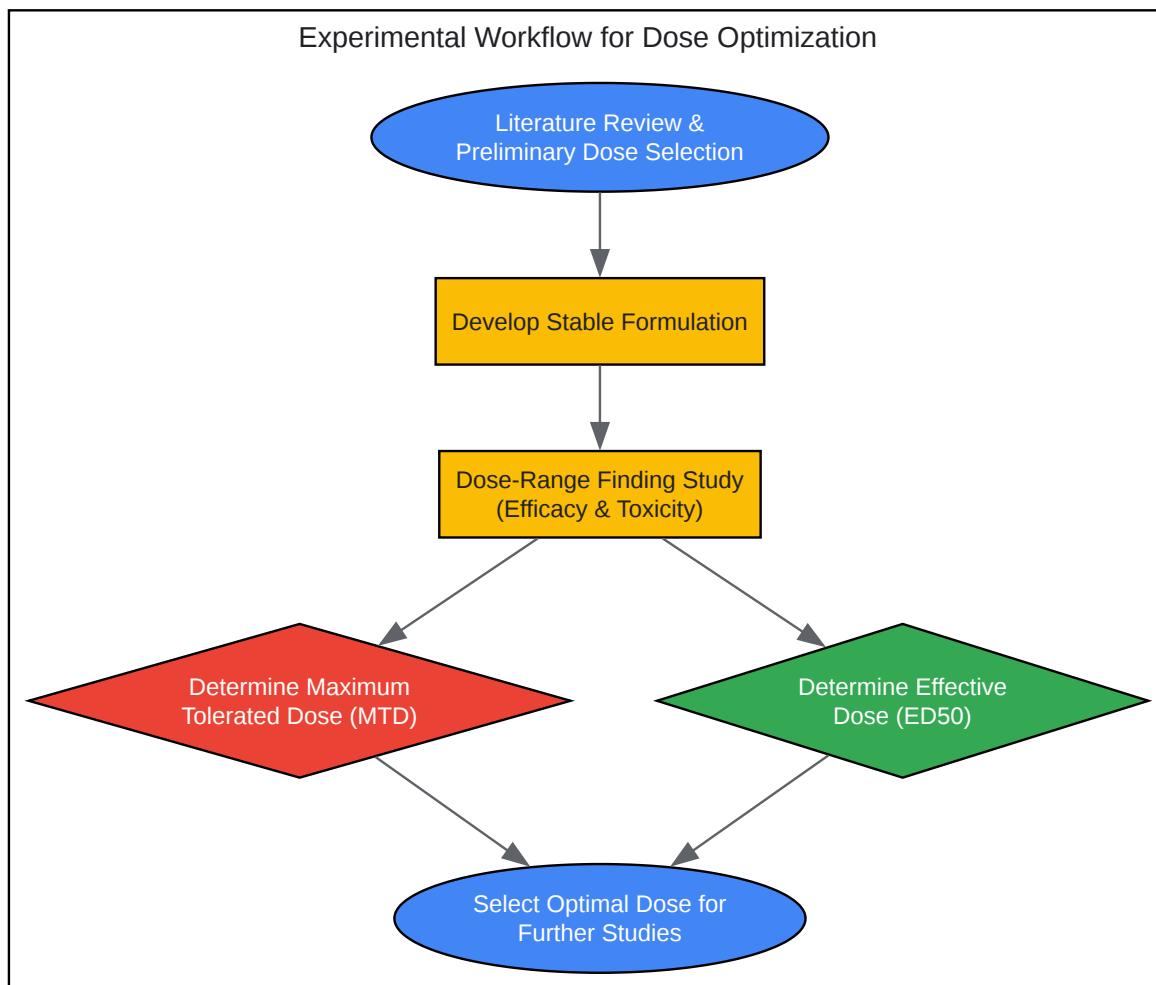 Experimental Workflow for Dose Optimization
Literature Review &
Preliminary Dose Selection
Develop Stable Formulation
Dose-Range Finding Study
(Efficacy & Toxicity)
Determine Maximum
Tolerated Dose (MTD)
Determine Effective
Dose (ED50)
Select Optimal Dose for
Further Studies